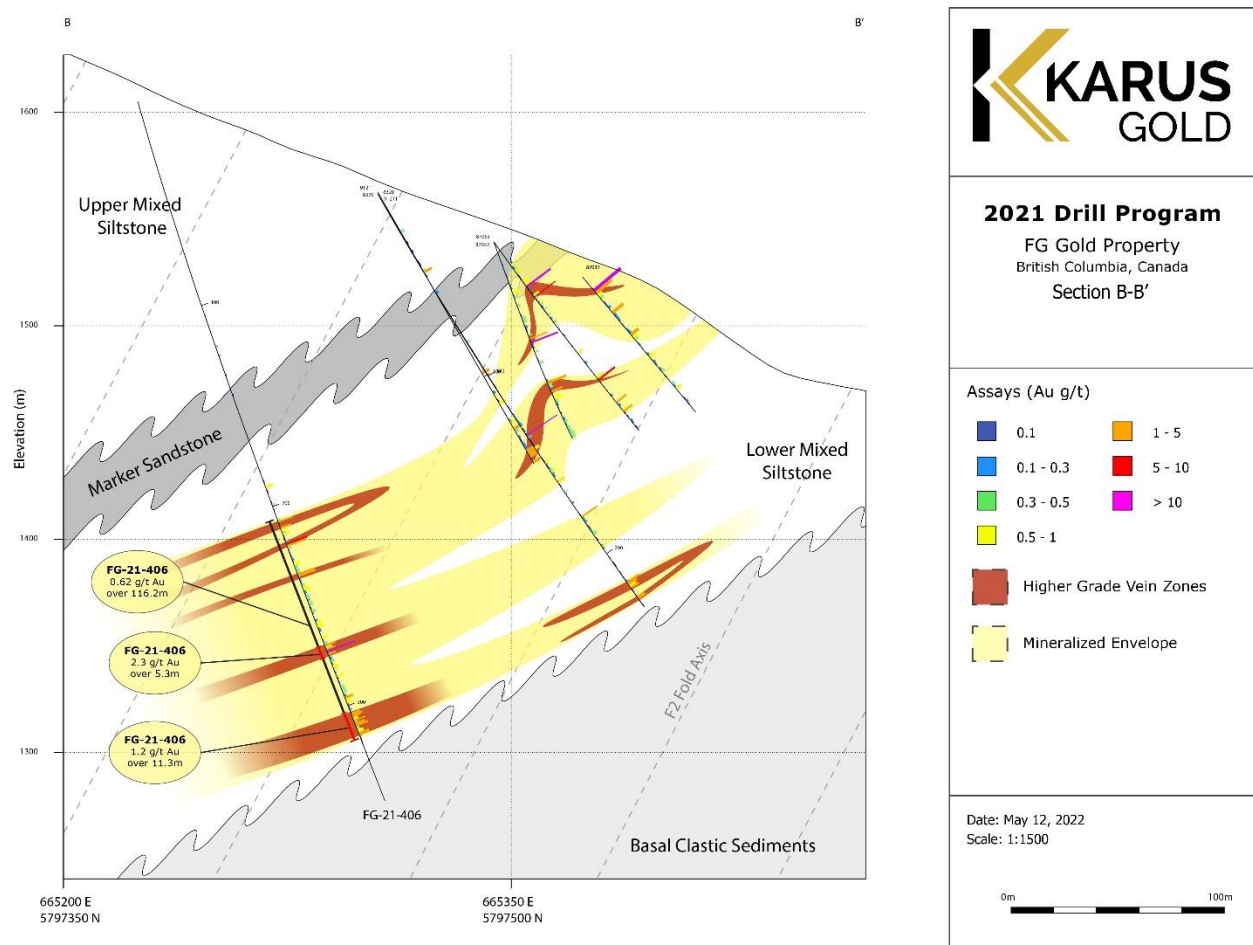 B
B'
1600
1500
1400
1300
Elevation (m)
Upper Mixed
Siltstone
Marker Sandstone
Lower Mixed
Siltstone
F2 Fold Axis
Basal Clastic Sediments
100
200
300
200
FG-21-406
0.62 g/t Au
over 116.2m
FG-21-406
2.3 g/t Au
over 5.3m
FG-21-406
1.2 g/t Au
over 11.3m
FG-21-406
665200 E
5797350 N
665350 E
5797500 N
KARUS
GOLD
2021 Drill Program
FG Gold Property
British Columbia, Canada
Section B-B'
Assays (Au g/t)
0.1
0.1 - 0.3
0.3 - 0.5
0.5 - 1
1 - 5
5 - 10
> 10
Higher Grade Vein Zones
Mineralized Envelope
Date: May 12, 2022
Scale: 1:1500
0m
100m